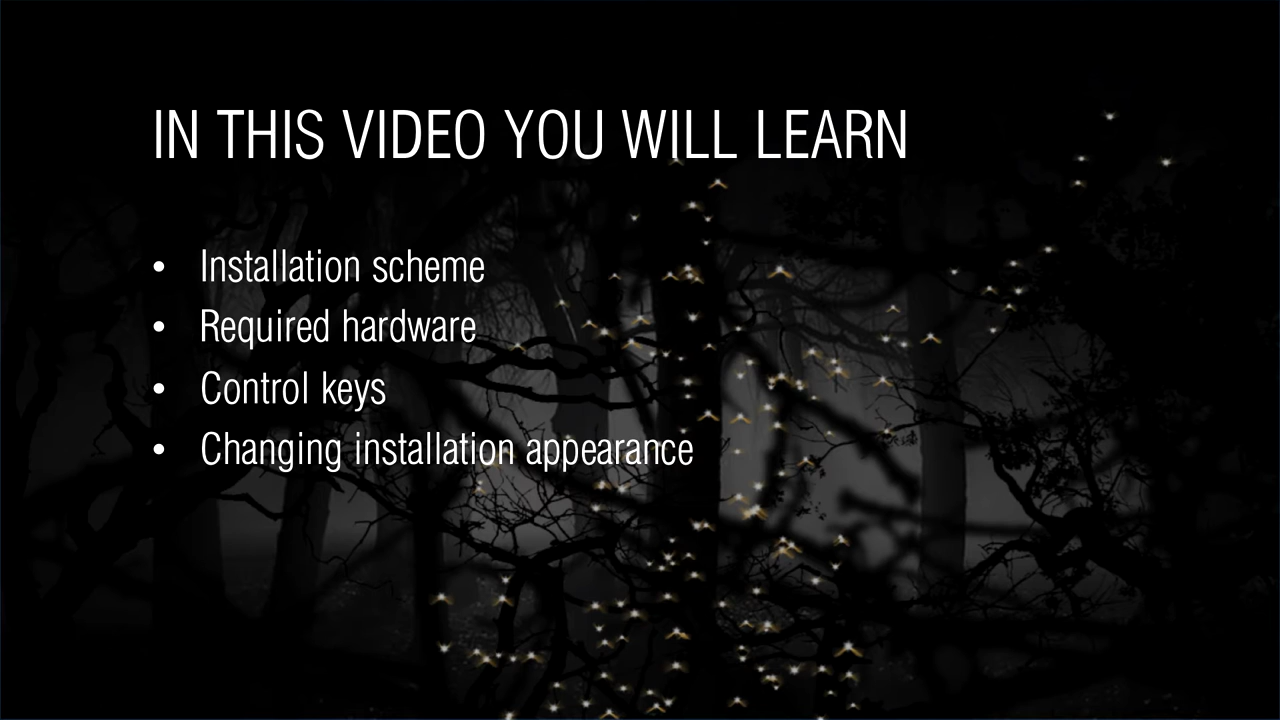 IN THIS VIDEO YOU WILL LEARN
• Installation scheme
• Required hardware
• Control keys
• Changing installation appearance